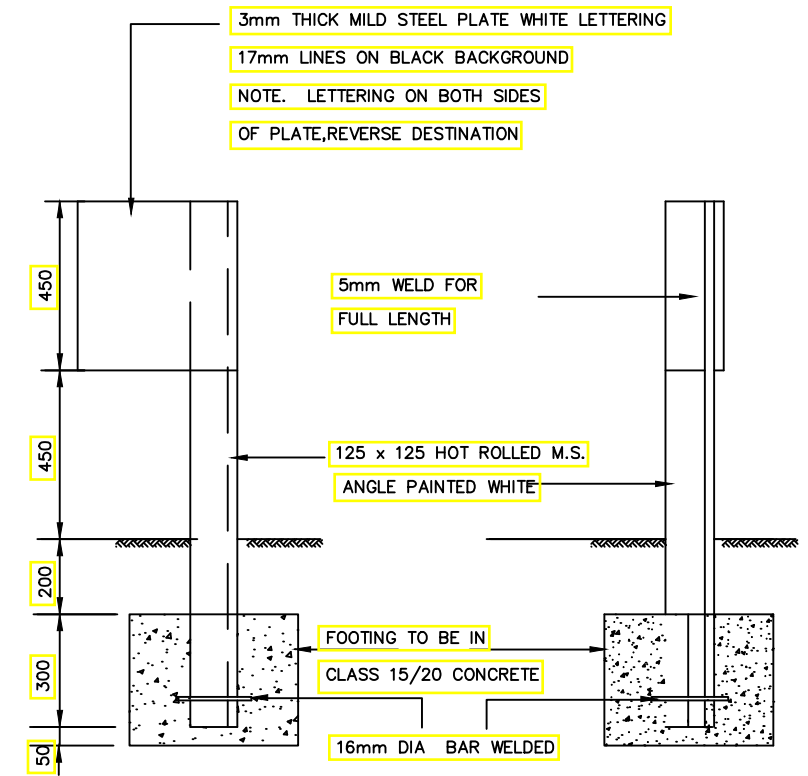 3mm THICK MILD STEEL PLATE WHITE LETTERING
17mm LINES ON BLACK BACKGROUND
NOTE. LETTERING ON BOTH SIDES
OF PLATE,REVERSE DESTINATION
450
5mm WELD FOR
FULL LENGTH
450
125 x 125 HOT ROLLED M.S.
ANGLE PAINTED WHITE
200
300
FOOTING TO BE IN
CLASS 15/20 CONCRETE
50
16mm DIA BAR WELDED